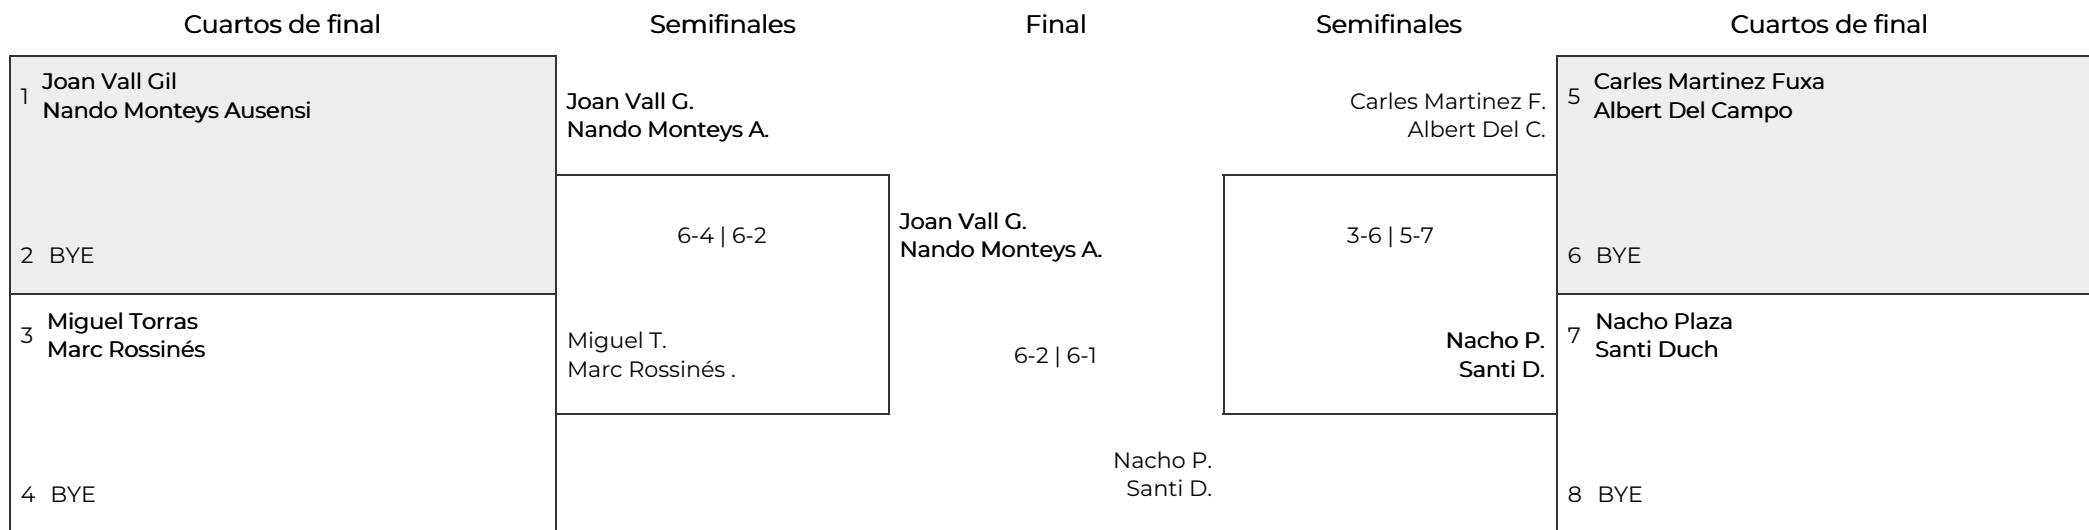 Cuartos de final
Semifinales
Final
Semifinales
Cuartos de final
1
Joan Vall Gil
Nando Monteys Ausensi
2 BYE
3
Miguel Torras
Marc Rossinés
4 BYE
Joan Vall G.
Nando Monteys A.
6-4 | 6-2
Miguel T.
Marc Rossinés .
Joan Vall G.
Nando Monteys A.
6-2 | 6-1
Nacho P.
Santi D.
Carles Martinez F.
Albert Del C.
3-6 | 5-7
Nacho P.
Santi D.
5
Carles Martinez Fuxa
Albert Del Campo
6 BYE
7
Nacho Plaza
Santi Duch
8 BYE